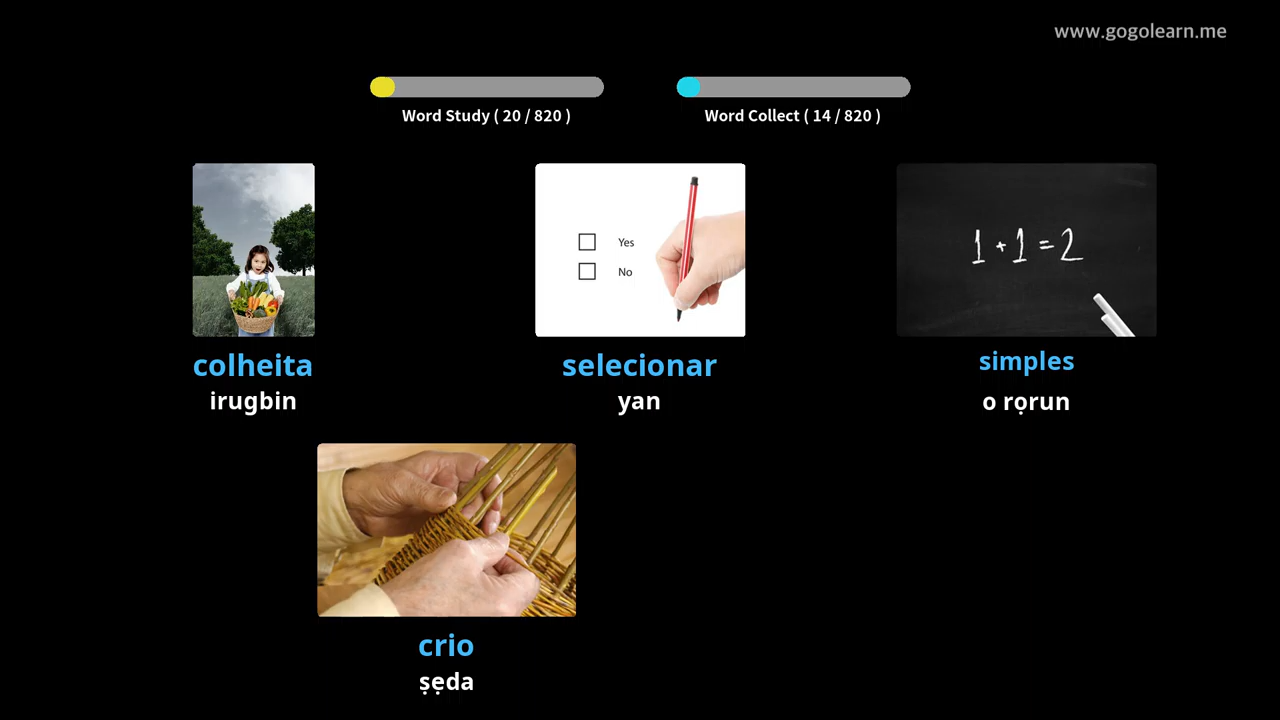 www.gogolearn.me
Word Study ( 20 / 820 )
Word Collect ( 14 / 820 )
Yes
No
1 + 1 = 2
colheita
irugbin
selecionar
yan
simples
o rọrun
crio
ṣẹda